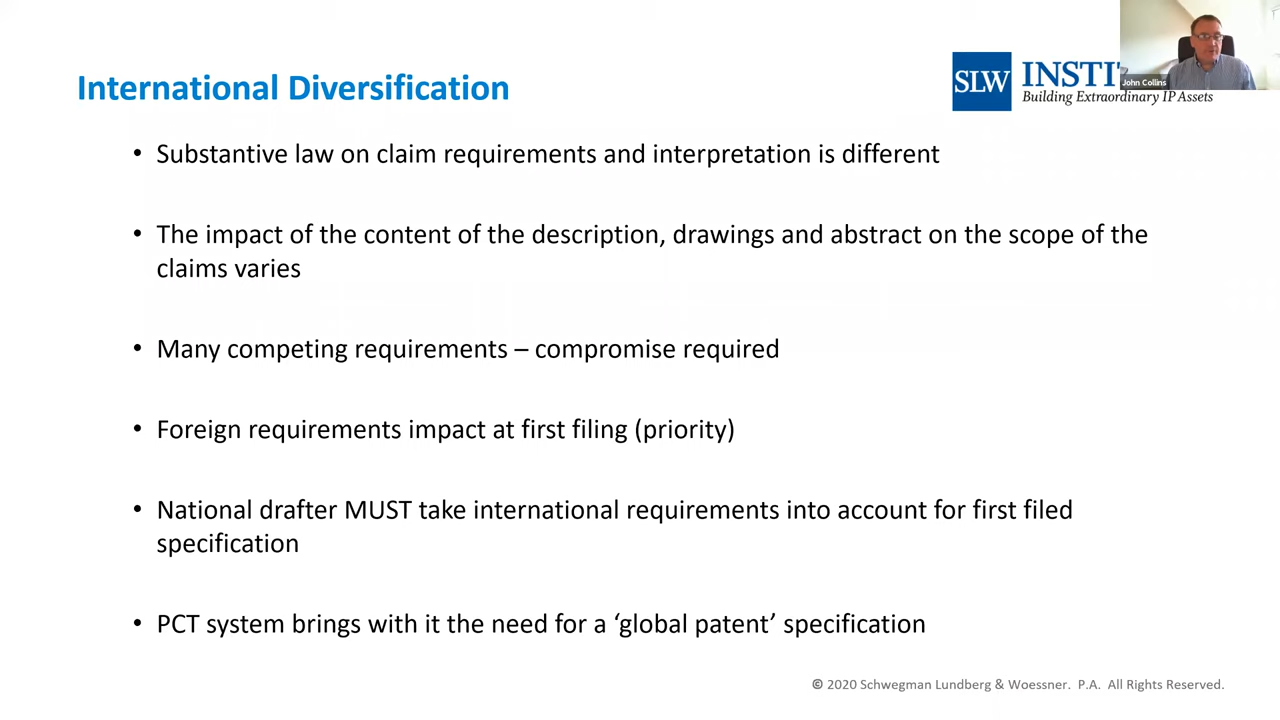 International Diversification
SLW INSTI
Building Extraordinary IP Assets
John Collins
• Substantive law on claim requirements and interpretation is different
• The impact of the content of the description, drawings and abstract on the scope of the
claims varies
• Many competing requirements – compromise required
• Foreign requirements impact at first filing (priority)
• National drafter MUST take international requirements into account for first filed
specification
• PCT system brings with it the need for a ‘global patent’ specification
© 2020 Schwegman Lundberg & Woessner. P.A. All Rights Reserved.